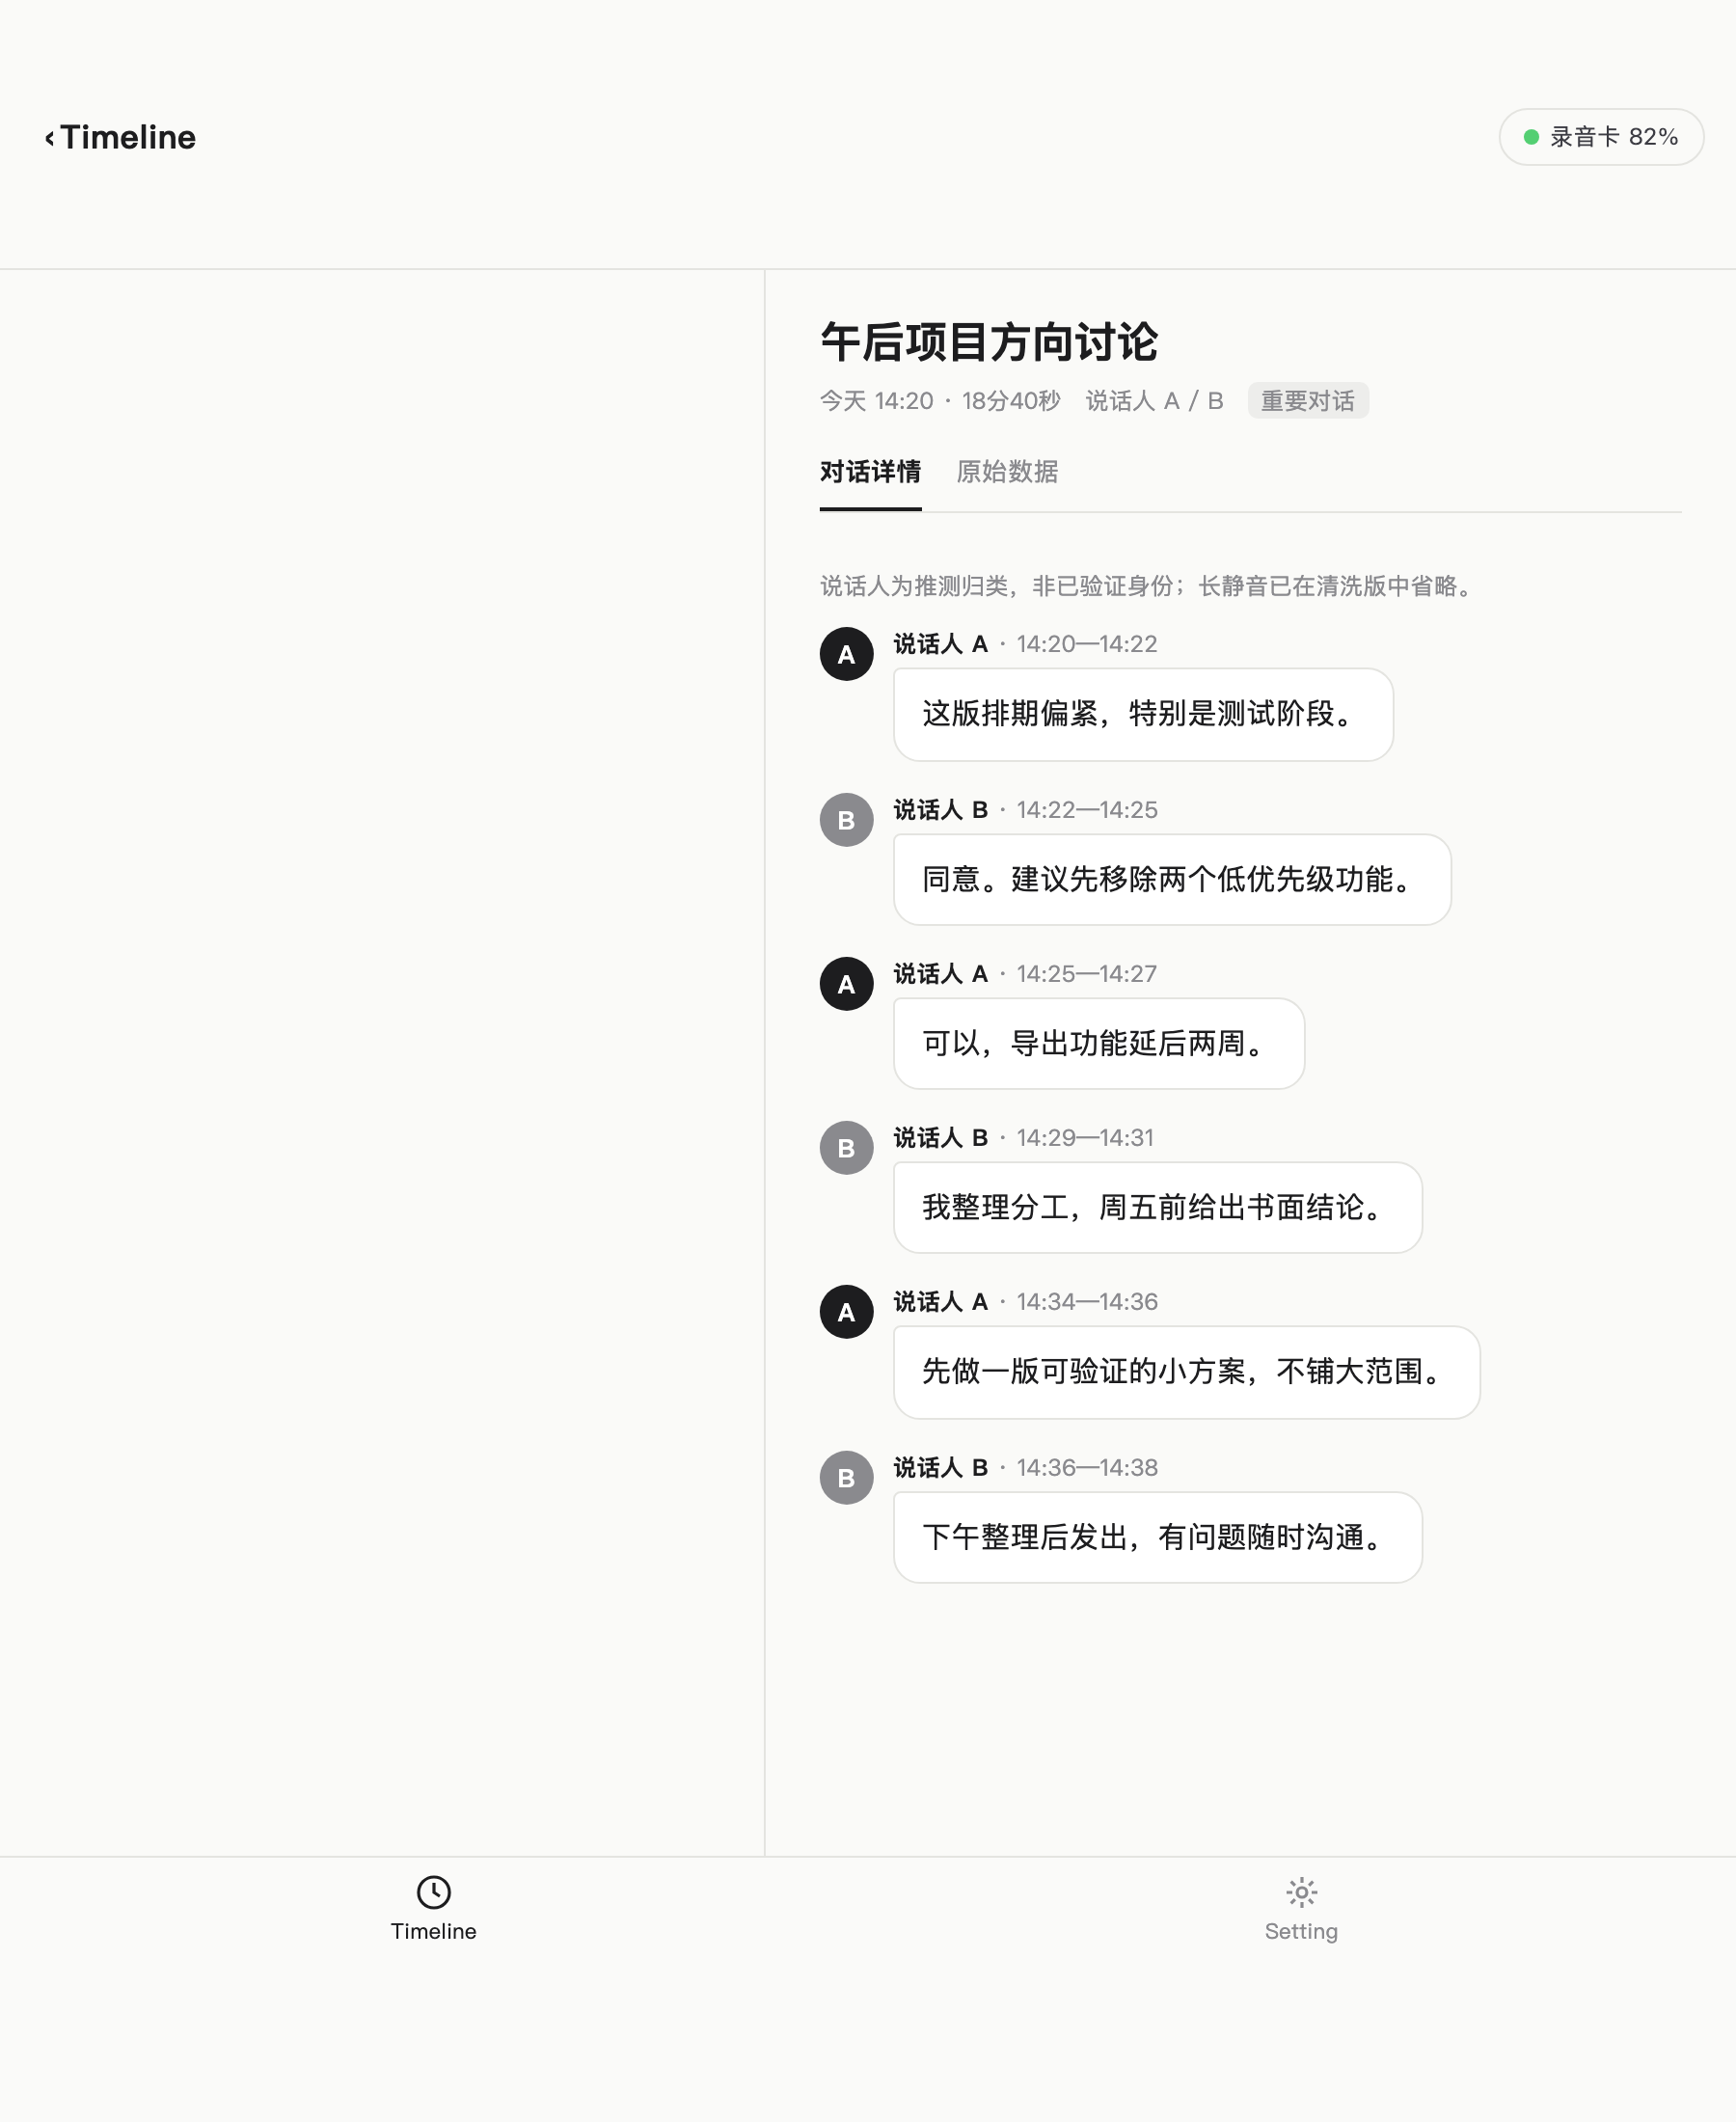 ‹ Timeline
录音卡 82%
午后项目方向讨论
今天 14:20 · 18分40秒 说话人 A / B 重要对话
对话详情 原始数据
说话人为推测归类，非已验证身份；长静音已在清洗版中省略。
A 说话人 A · 14:20—14:22
这版排期偏紧，特别是测试阶段。
B 说话人 B · 14:22—14:25
同意。建议先移除两个低优先级功能。
A 说话人 A · 14:25—14:27
可以，导出功能延后两周。
B 说话人 B · 14:29—14:31
我整理分工，周五前给出书面结论。
A 说话人 A · 14:34—14:36
先做一版可验证的小方案，不铺大范围。
B 说话人 B · 14:36—14:38
下午整理后发出，有问题随时沟通。
Timeline
Setting